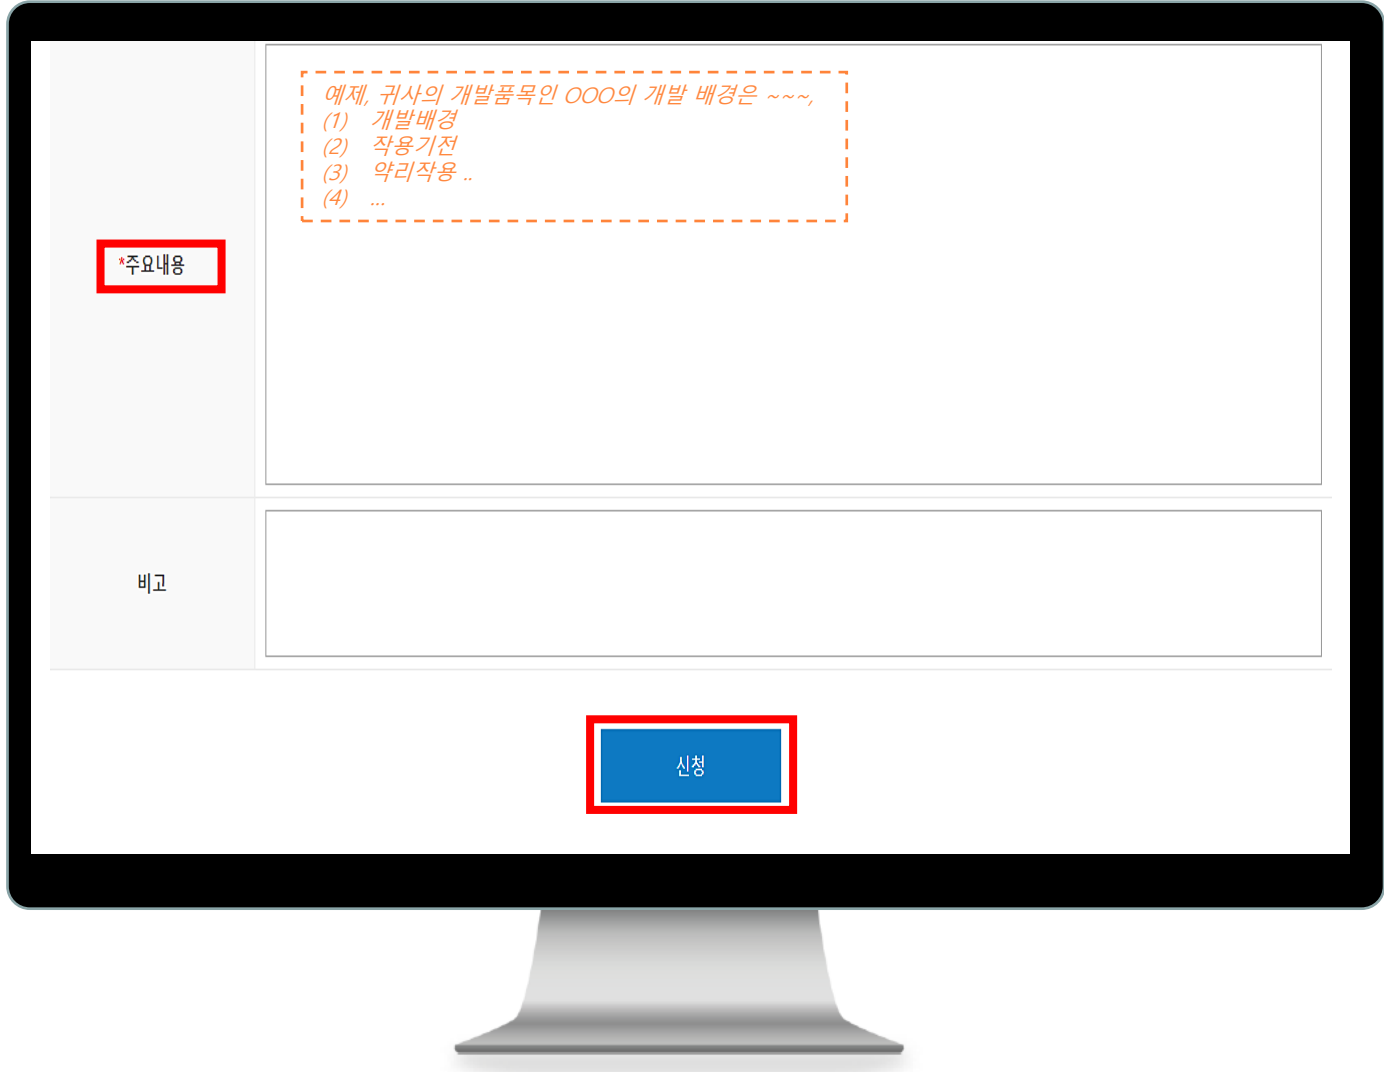 예제, 귀사의 개발품목인 OOO의 개발 배경은 ~~~,
(1) 개발배경
(2) 작용기전
(3) 약리작용 ..
(4) ...
*주요내용
비고
신청